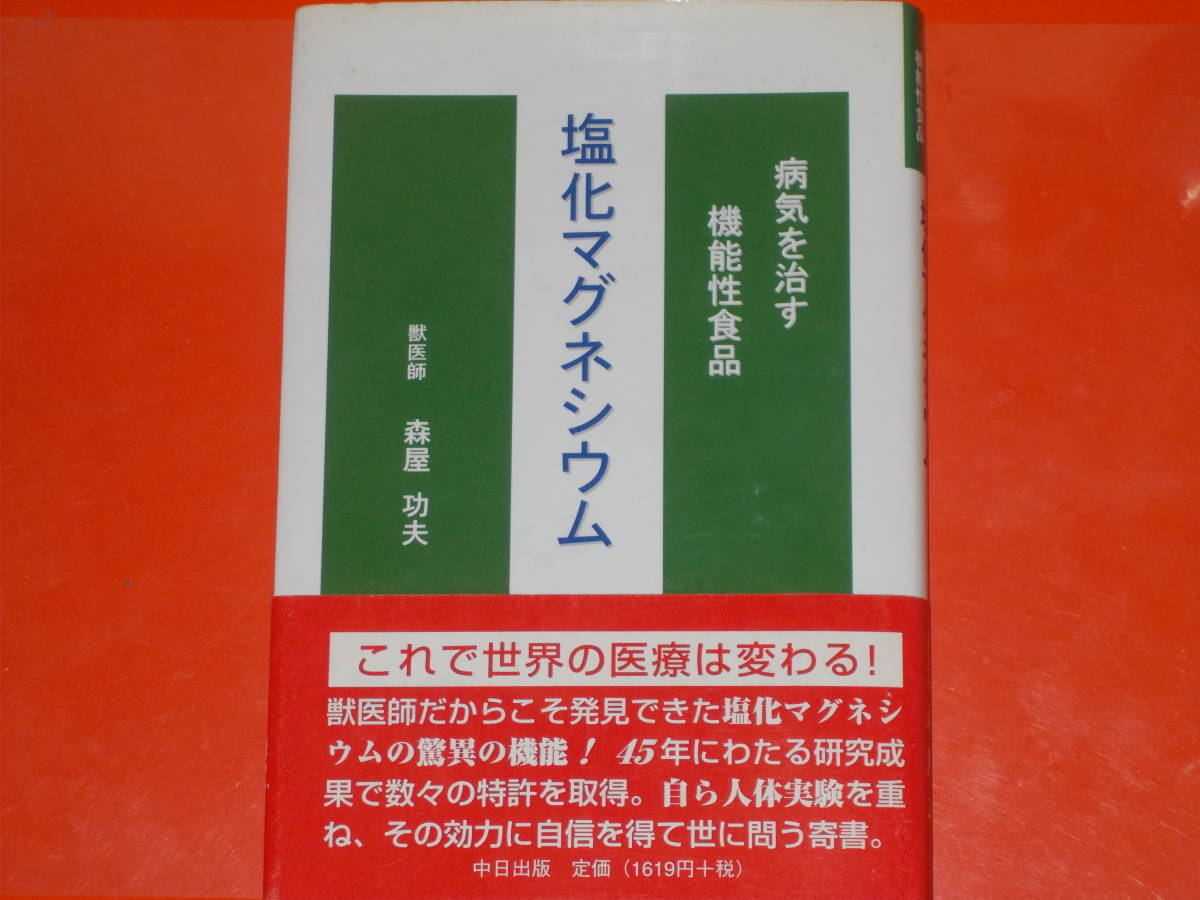 病気を治す
機能性食品
塩化マグネシウム
獣医師 森屋 功夫
機能性食品
これで世界の医療は変わる!
獣医師だからこそ発見できた塩化マグネシ
ウムの驚異の機能! 45年にわたる研究成
果で数々の特許を取得。自ら人体実験を重
ね、その効力に自信を得て世に問う寄書。
中日出版 定価(1619円+税)